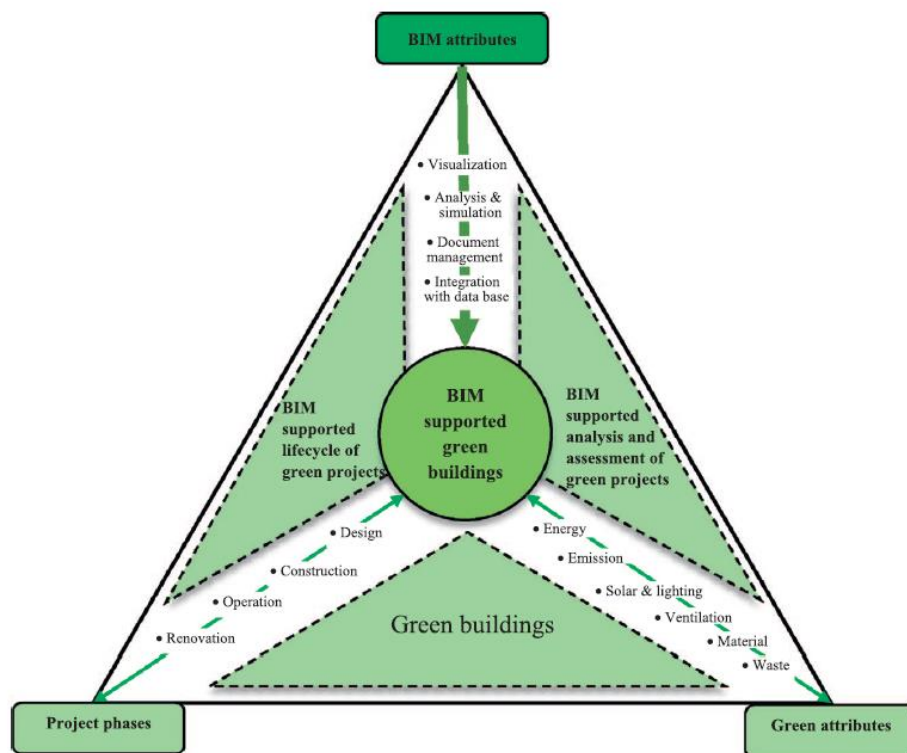 BIM attributes
• Visualization
• Analysis &
simulation
• Document
management
• Integration
with data base
BIM
supported
lifecycle of
green projects
BIM
supported
green
buildings
BIM
supported
analysis and
assessment of
green projects
• Design
• Construction
• Operation
• Renovation
• Energy
• Emission
• Solar & lighting
• Ventilation
• Material
• Waste
Green buildings
Project phases
Green attributes